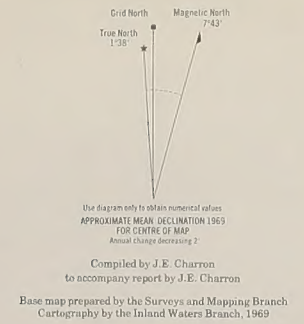 Grid North
Magnetic North
7°43'
True North
1°38'
Use diagram only to obtain numerical values
APPROXIMATE MEAN DECLINATION 1969
FOR CENTRE OF MAP
Annual change decreasing 2'
Compiled by J.E. Charron
to accompany report by J.E. Charron
Base map prepared by the Surveys and Mapping Branch
Cartography by the Inland Waters Branch, 1969